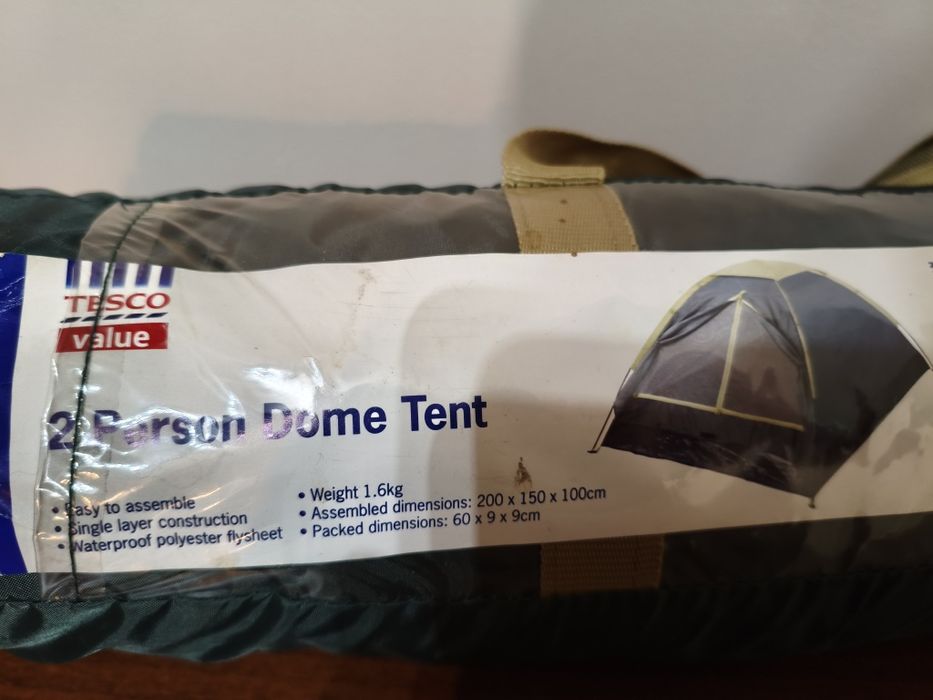 TESCO
value
2 Person Dome Tent
• Easy to assemble
• Single layer construction
• Waterproof polyester flysheet
• Weight 1.6kg
• Assembled dimensions: 200 x 150 x 100cm
• Packed dimensions: 60 x 9 x 9cm